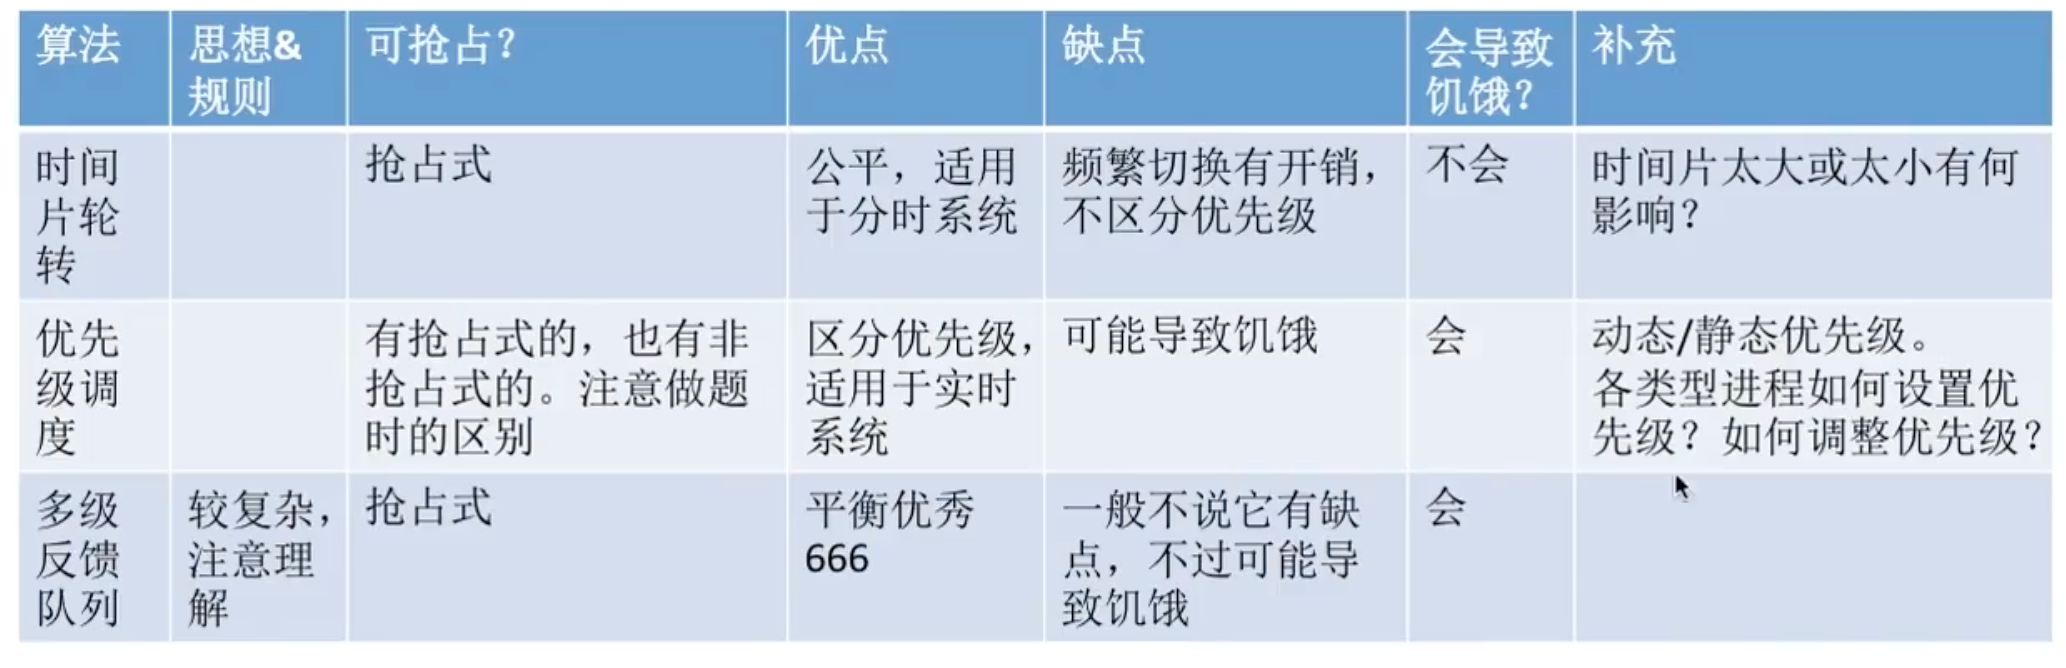 算法
思想&
规则
可抢占？
优点
缺点
会导致
饥饿？
补充
时间
片轮
转
抢占式
公平，适用
于分时系统
频繁切换有开销，
不区分优先级
不会
时间片太大或太小有何
影响？
优先
级调
度
有抢占式的，也有非
抢占式的。注意做题
时的区别
区分优先级，
适用于实时
系统
可能导致饥饿
会
动态/静态优先级。
各类型进程如何设置优
先级？如何调整优先级？
多级
反馈
队列
较复杂，
注意理
解
抢占式
平衡优秀
666
一般不说它有缺
点，不过可能导
致饥饿
会